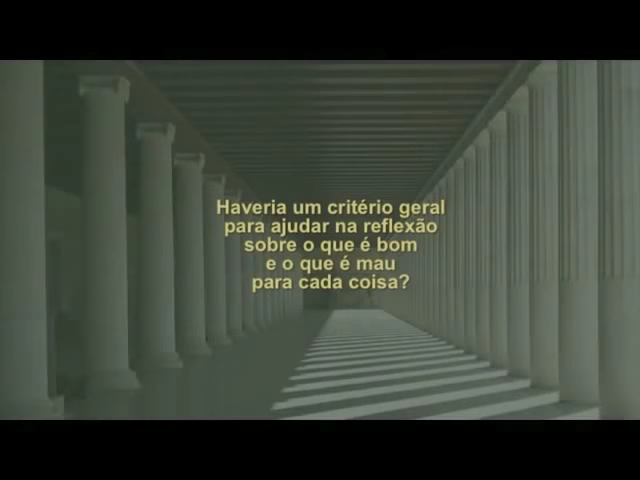 Haveria um critério geral
para ajudar na reflexão
sobre o que é bom
e o que é mau
para cada coisa?